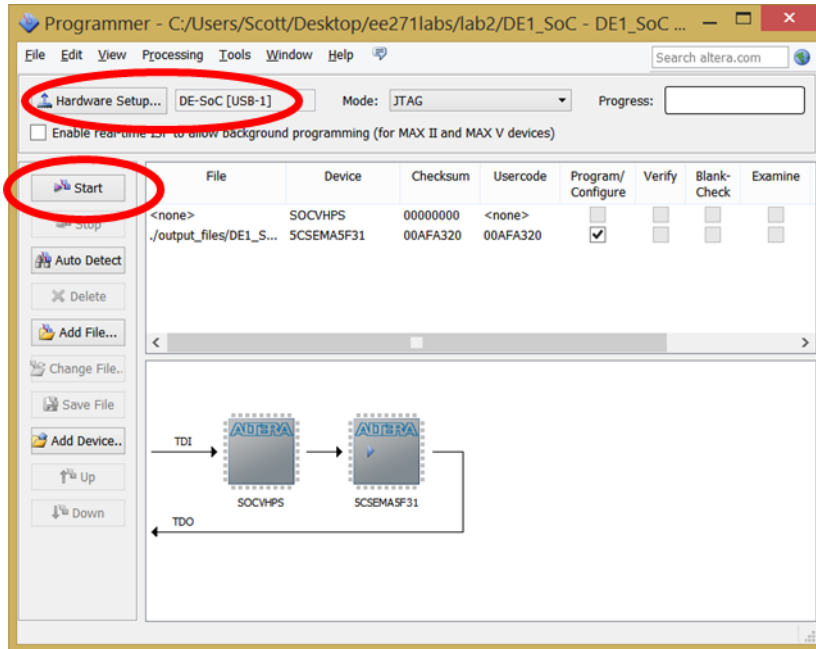 Programmer - C:/Users/Scott/Desktop/ee271labs/lab2/DE1_SoC - DE1_SoC ...
File Edit View Processing Tools Window Help
Search altera.com
Hardware Setup... DE-SoC [USB-1] Mode: JTAG Progress:
Enable real-time ISP to allow background programming (for MAX II and MAX V devices)
Start
Stop
Auto Detect
Delete
Add File...
Change File..
Save File
Add Device..
Up
Down
File Device Checksum Usercode Program/ Verify Blank- Examine
Configure Check
<none> SOCVHPS 00000000 <none>
./output_files/DE1_S... 5CSEMA5F31 00AFA320 00AFA320
ALTERA ALTERA
TDI
SOCVHPS 5CSEMA5F31
TDO